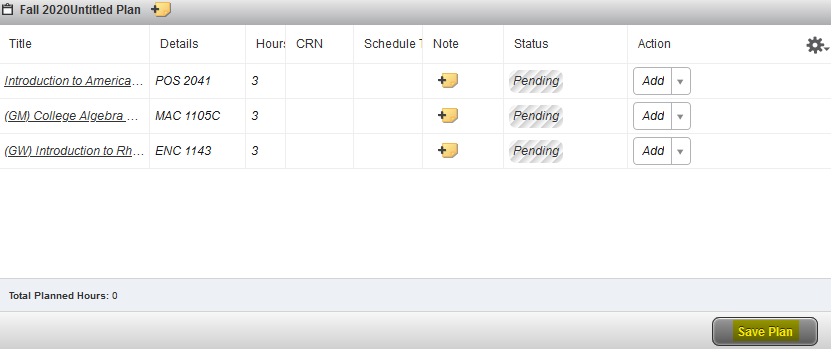 Fall 2020Untitled Plan
Title Details Hours CRN Schedule T Note Status Action
Introduction to America... POS 2041 3 Pending Add
(GM) College Algebra ... MAC 1105C 3 Pending Add
(GW) Introduction to Rh... ENC 1143 3 Pending Add
Total Planned Hours: 0
Save Plan